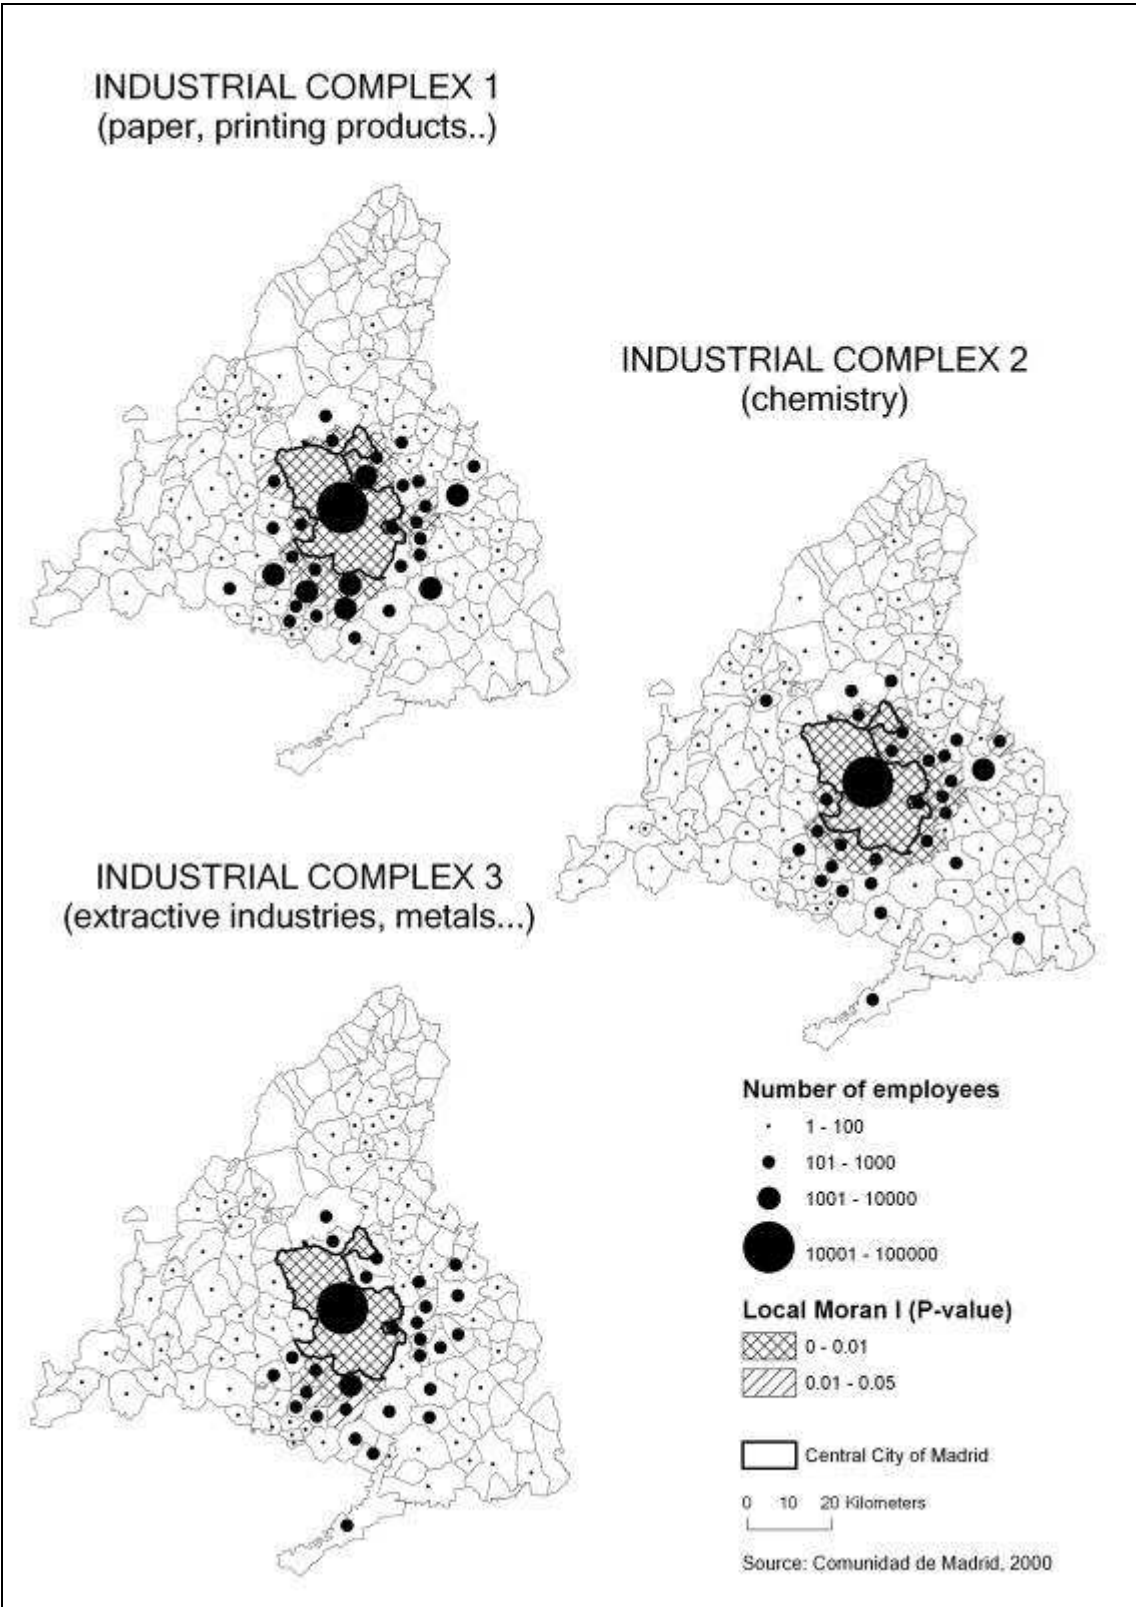 INDUSTRIAL COMPLEX 1
(paper, printing products..)
INDUSTRIAL COMPLEX 2
(chemistry)
INDUSTRIAL COMPLEX 3
(extractive industries, metals...)
Number of employees
1 - 100
101 - 1000
1001 - 10000
10001 - 100000
Local Moran I (P-value)
0 - 0.01
0.01 - 0.05
Central City of Madrid
0 10 20 Kilometers
Source: Comunidad de Madrid, 2000